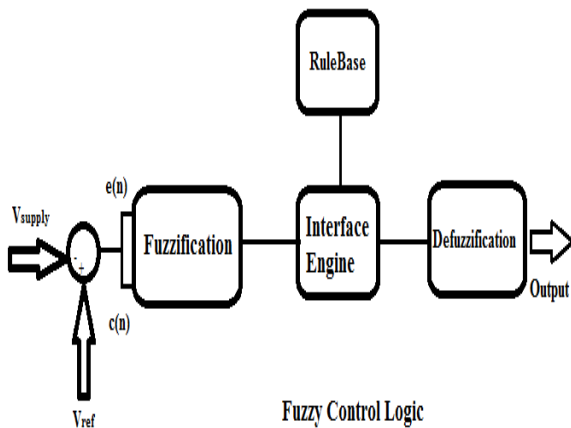 RuleBase
e(n)
Vsupply
Fuzzification
Interface
Engine
Defuzzification
-
+
Output
c(n)
Vref
Fuzzy Control Logic